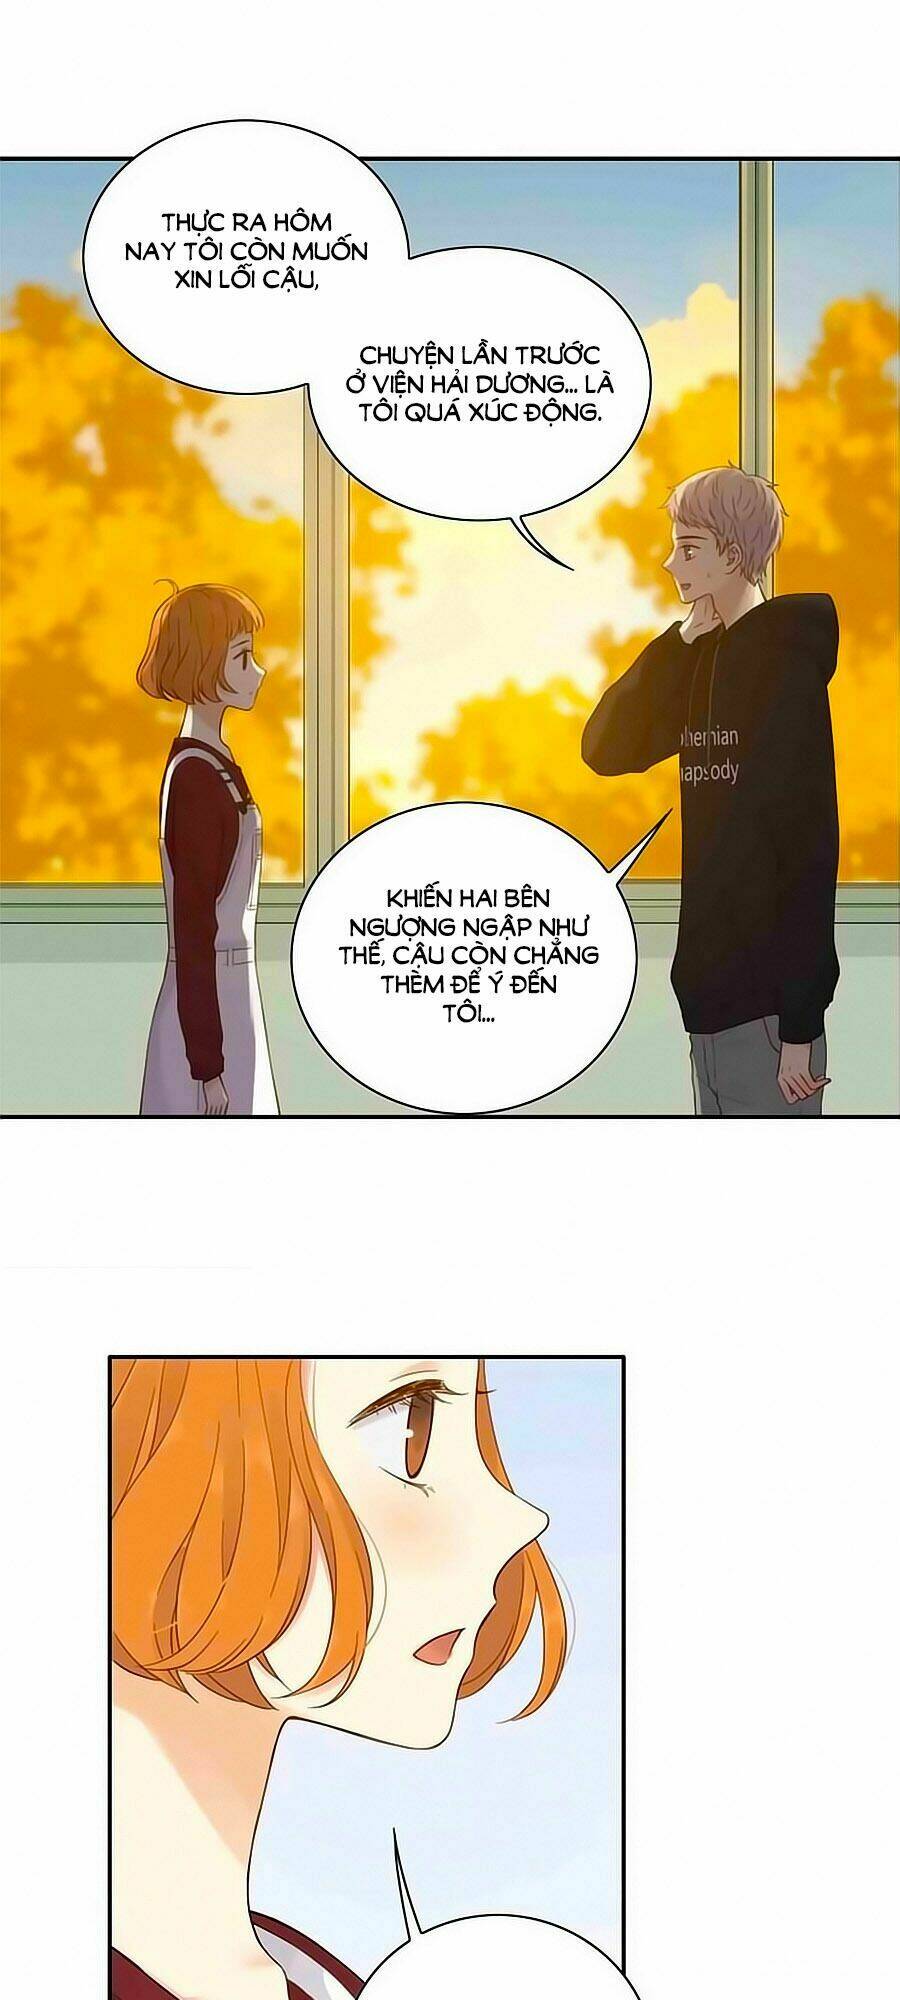 THỰC RA HÔM
NAY TÔI CÒN MUỐN
XIN LỖI CẬU,
CHUYỆN LẦN TRƯỚC
Ở VIỆN HẢI DƯƠNG... LÀ
TÔI QUÁ XÚC ĐỘNG.
ohemian
hapsody
KHIẾN HAI BÊN
NGƯỢNG NGẬP NHƯ
THẾ, CẬU CÒN CHẲNG
THÈM ĐỂ Ý ĐẾN
TÔI...